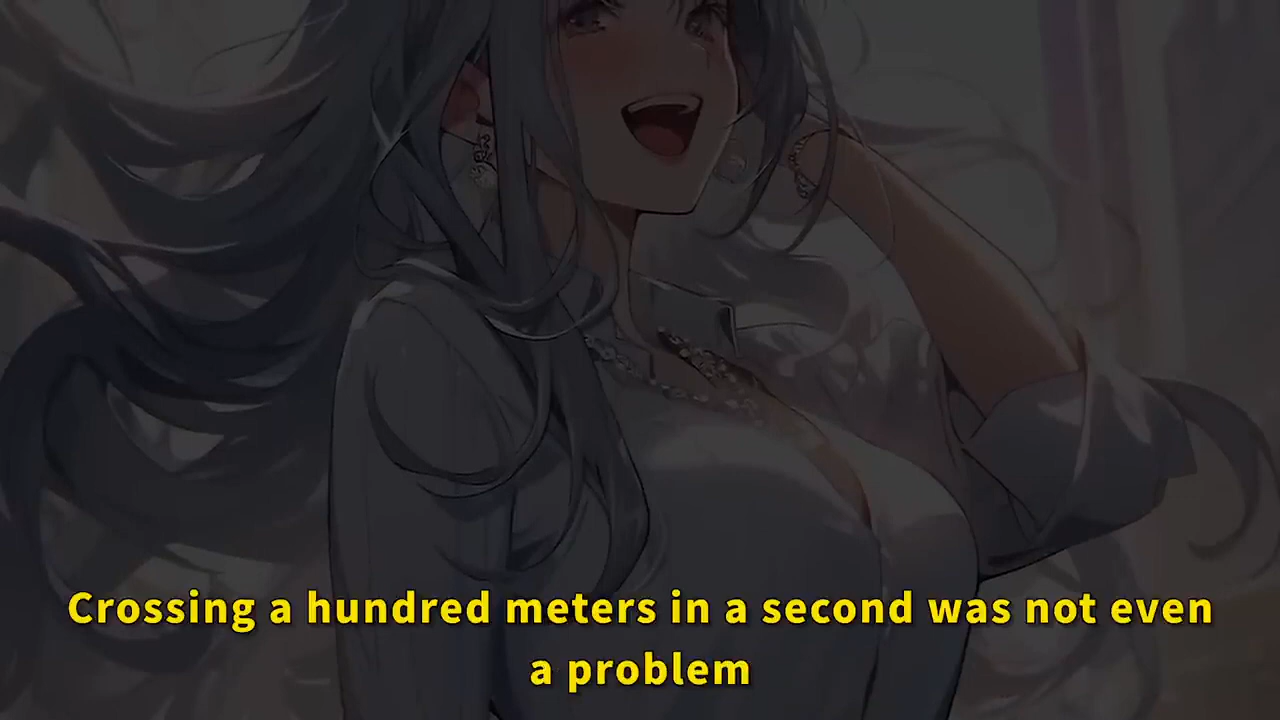 Crossing a hundred meters in a second was not even
a problem